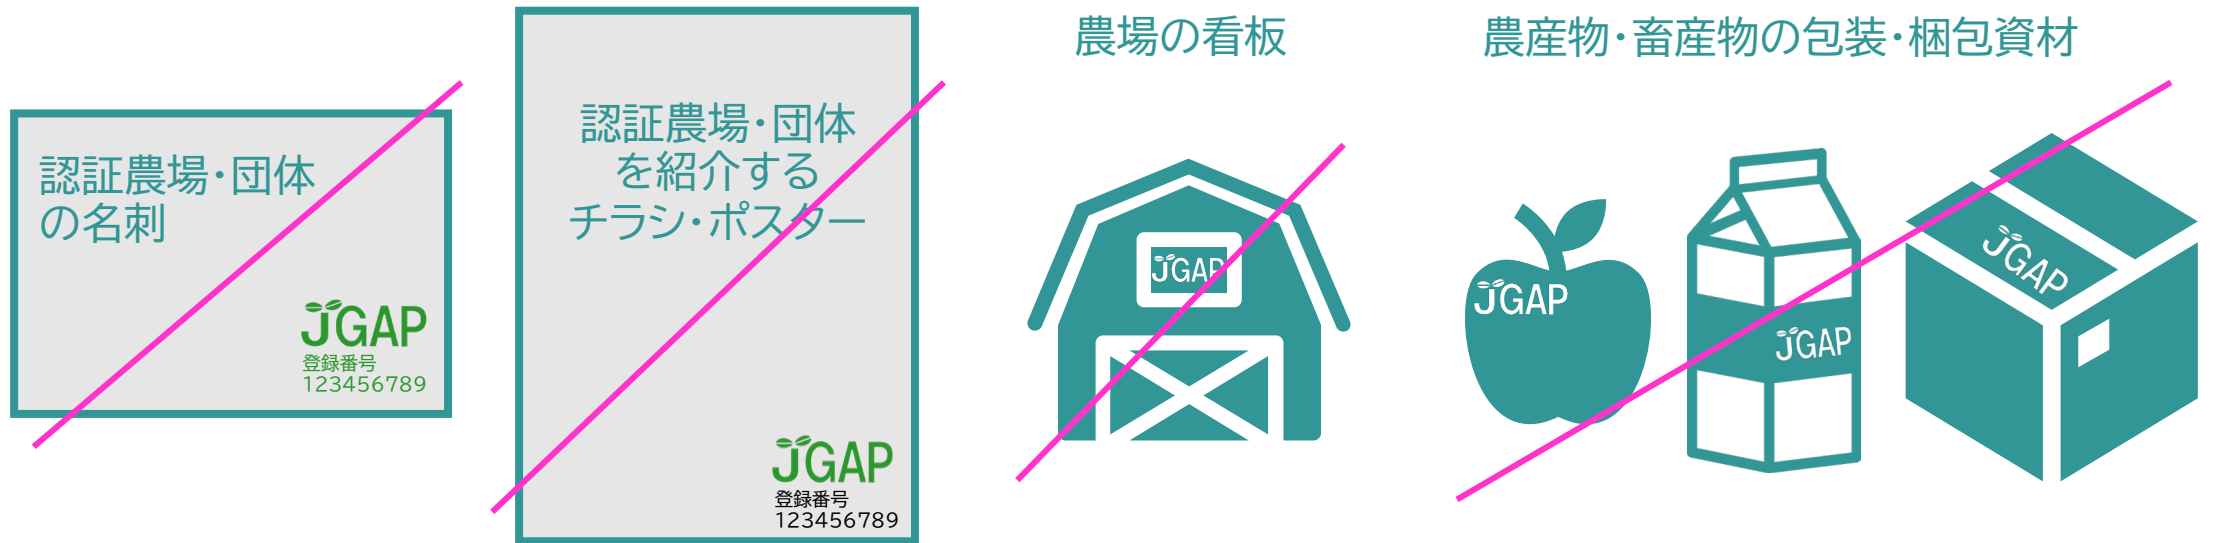 認証農場・団体
の名刺
JGAP
登録番号
123456789
認証農場・団体
を紹介する
チラシ・ポスター
JGAP
登録番号
123456789
農場の看板
JGAP
農産物・畜産物の包装・梱包資材
JGAP
JGAP
JGAP